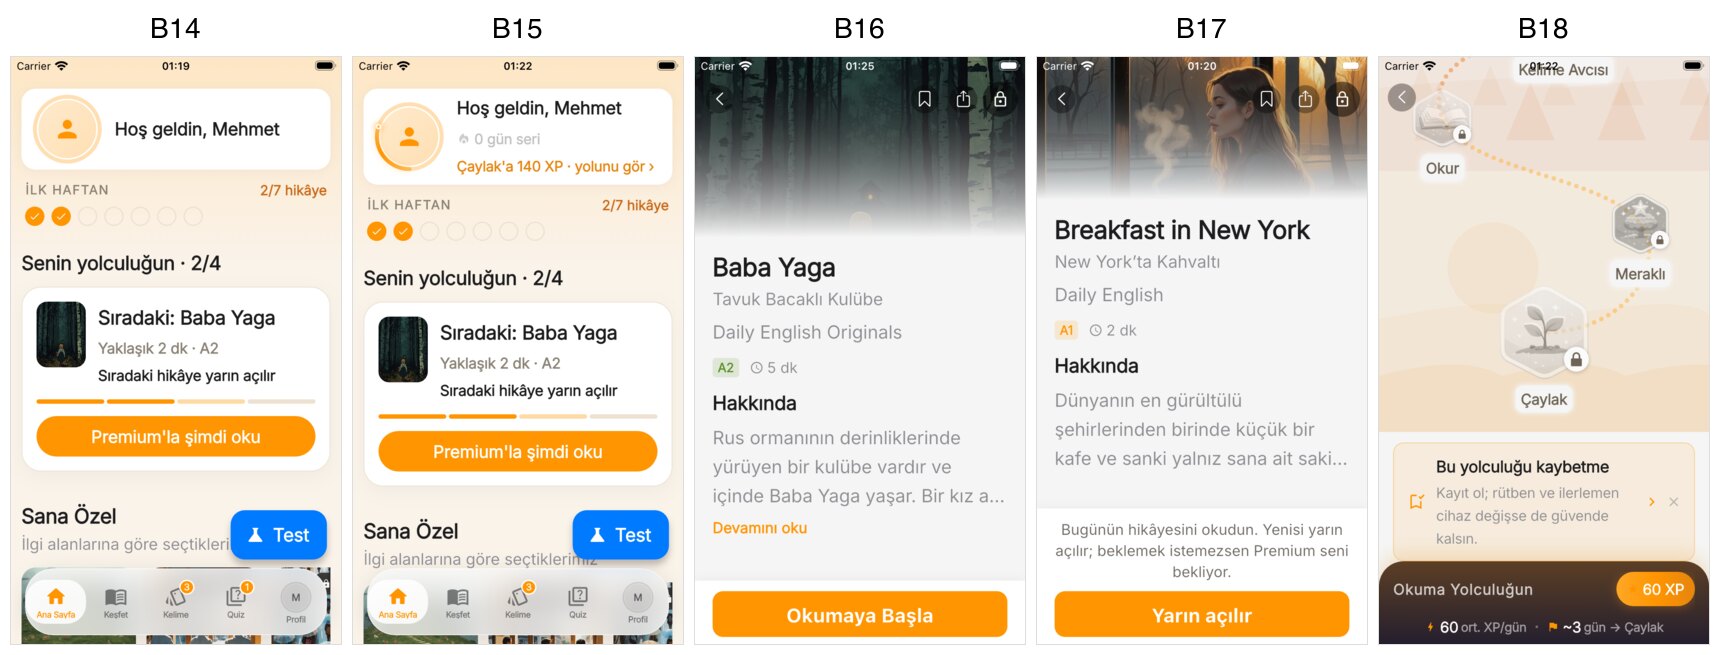 B14
Carrier
01:19
Hoş geldin, Mehmet
İLK HAFTAN
2/7 hikâye
Senin yolculuğun · 2/4
Sıradaki: Baba Yaga
Yaklaşık 2 dk · A2
Sıradaki hikâye yarın açılır
Premium'la şimdi oku
Sana Özel
İlgi alanlarına göre seçtikleri
Test
3
1
M
Ana Sayfa
Keşfet
Kelime
Quiz
Profil
B15
Carrier
01:22
Hoş geldin, Mehmet
0 gün seri
Çaylak'a 140 XP · yolunu gör ›
İLK HAFTAN
2/7 hikâye
Senin yolculuğun · 2/4
Sıradaki: Baba Yaga
Yaklaşık 2 dk · A2
Sıradaki hikâye yarın açılır
Premium'la şimdi oku
Sana Özel
İlgi alanlarına göre seçtiklerimiz
Test
3
M
Ana Sayfa
Keşfet
Kelime
Quiz
Profil
B16
Carrier
01:25
Baba Yaga
Tavuk Bacaklı Kulübe
Daily English Originals
A2
5 dk
Hakkında
Rus ormanının derinliklerinde
yürüyen bir kulübe vardır ve
içinde Baba Yaga yaşar. Bir kız a...
Devamını oku
Okumaya Başla
B17
Carrier
01:20
Breakfast in New York
New York'ta Kahvaltı
Daily English
A1
2 dk
Hakkında
Dünyanın en gürültülü
şehirlerinden birinde küçük bir
kafe ve sanki yalnız sana ait saki...
Bugünün hikâyesini okudun. Yenisi yarın
açılır; beklemek istemezsen Premium seni
bekliyor.
Yarın açılır
B18
Carrier
01:22
Kelime Avcısı
Okur
Meraklı
Çaylak
Bu yolculuğu kaybetme
Kayıt ol; rütben ve ilerlemen
cihaz değişse de güvende
kalsın.
Okuma Yolculuğun
60 XP
60 ort. XP/gün · ~3 gün → Çaylak